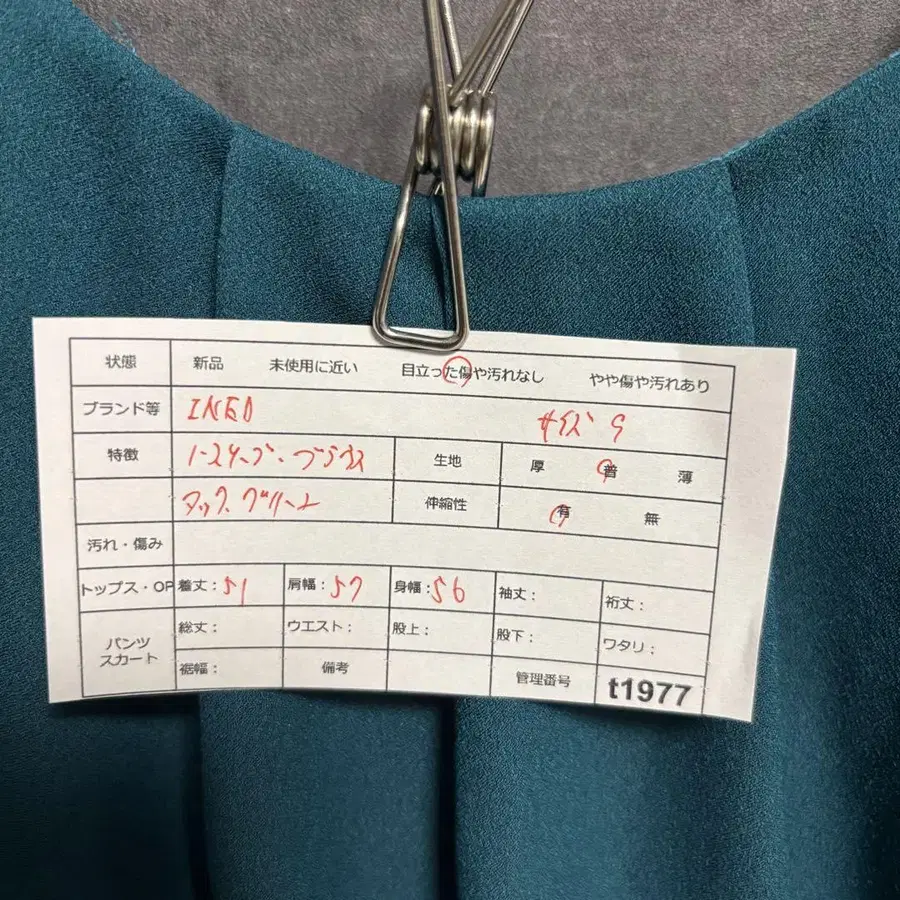 状態 新品 未使用に近い 目立った傷や汚れなし やや傷や汚れあり
ブランド等 INED サイズ 9
特徴 ノースリーブ・ブラウス 生地 厚 普 薄
タック グリーン 伸縮性 有 無
汚れ・傷み
トップス・OP 着丈:51 肩幅:57 身幅:56 袖丈: 裄丈:
パンツ スカート 総丈: ウエスト: 股上: 股下: ワタリ:
裾幅: 備考 管理番号 t1977